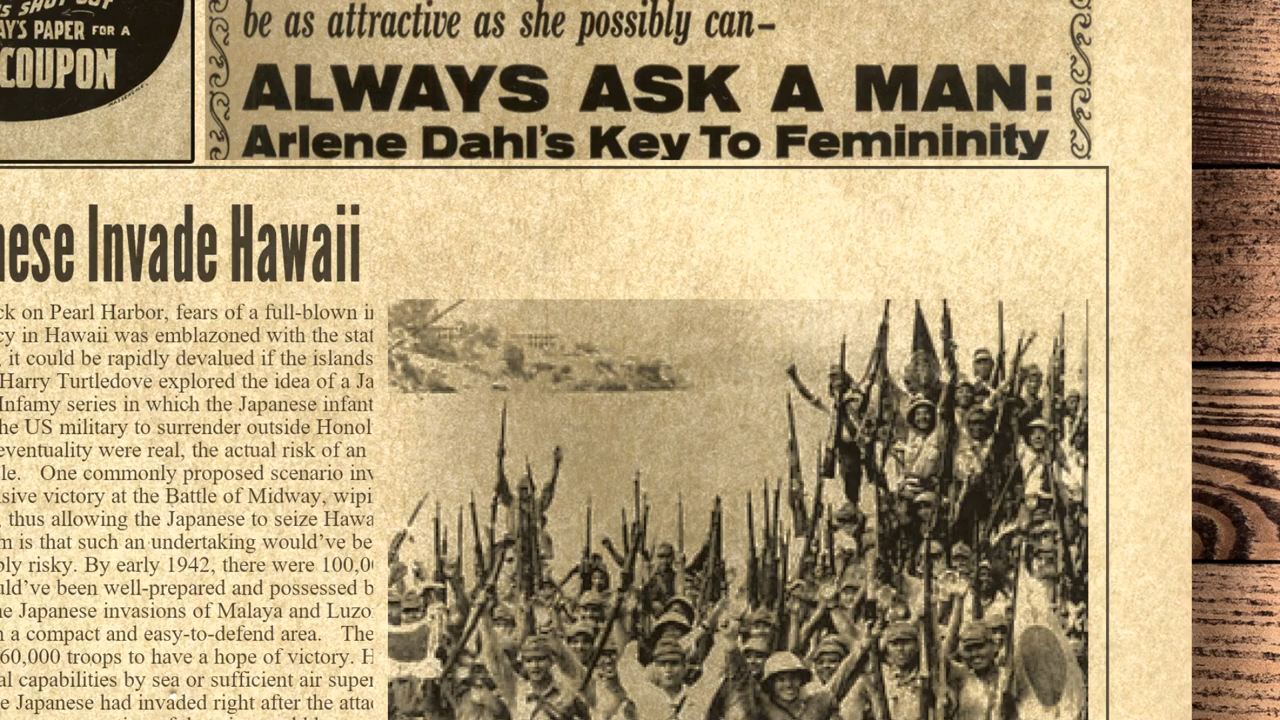 S SHUT OUT
AY'S PAPER FOR A
COUPON
be as attractive as she possibly can–
ALWAYS ASK A MAN:
Arlene Dahl's Key To Femininity
nese Invade Hawaii
ck on Pearl Harbor, fears of a full-blown in
cy in Hawaii was emblazoned with the stat
, it could be rapidly devalued if the islands
Harry Turtledove explored the idea of a Ja
Infamy series in which the Japanese infant
he US military to surrender outside Honol
eventuality were real, the actual risk of an
le. One commonly proposed scenario inv
sive victory at the Battle of Midway, wipi
, thus allowing the Japanese to seize Hawa
m is that such an undertaking would've be
bly risky. By early 1942, there were 100,00
uld've been well-prepared and possessed b
he Japanese invasions of Malaya and Luzo
n a compact and easy-to-defend area. The
60,000 troops to have a hope of victory. H
al capabilities by sea or sufficient air super
e Japanese had invaded right after the attac